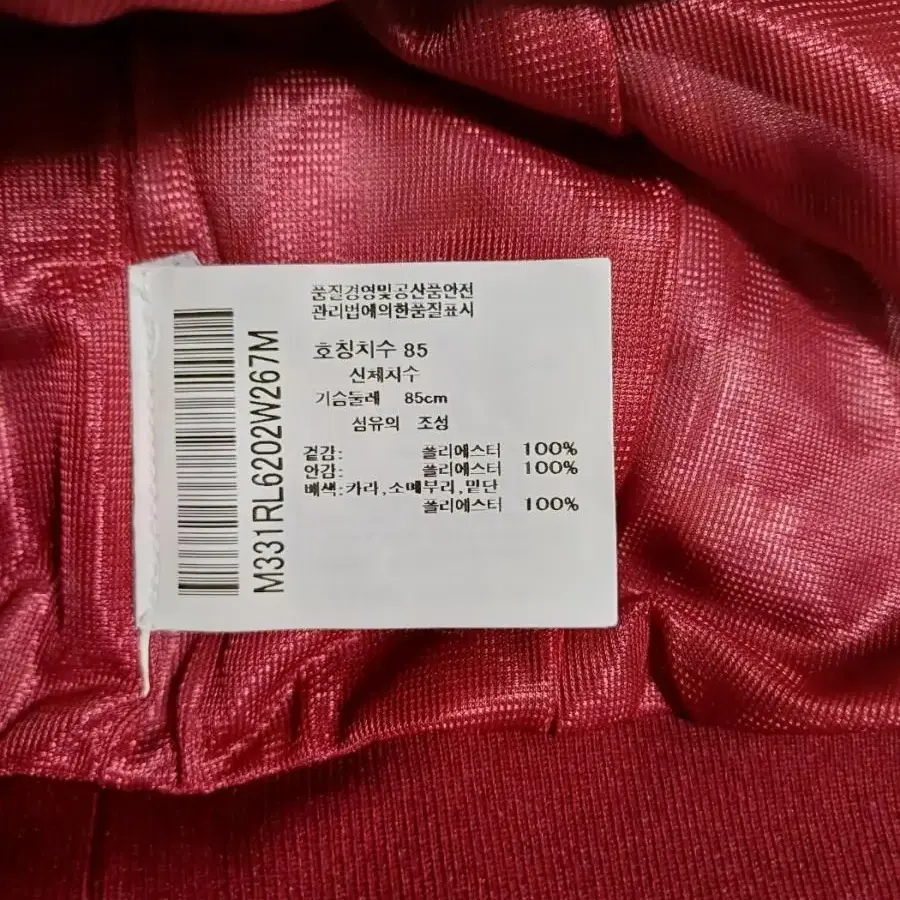 품질경영및공산품안전
관리법에의한품질표시
호칭치수 85
신체치수
기슴둘레 85cm
섬유의 조성
겉감: 폴리에스터 100%
안감: 폴리에스터 100%
배색:카라,소메부리,밑단
폴리에스터 100%
M331RL6202W267M